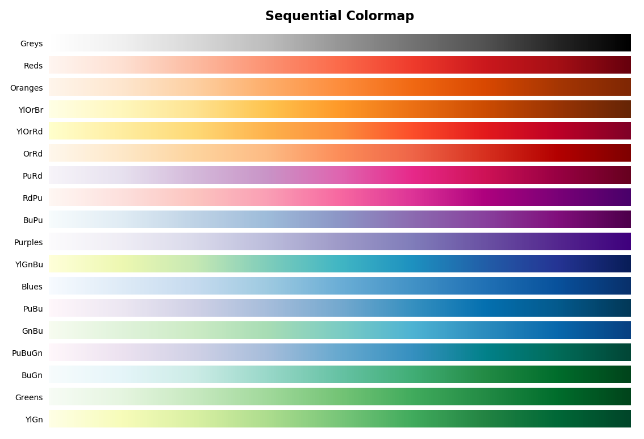 Sequential Colormap
Greys
Reds
Oranges
YlOrBr
YlOrRd
OrRd
PuRd
RdPu
BuPu
Purples
YlGnBu
Blues
PuBu
GnBu
PuBuGn
BuGn
Greens
YlGn